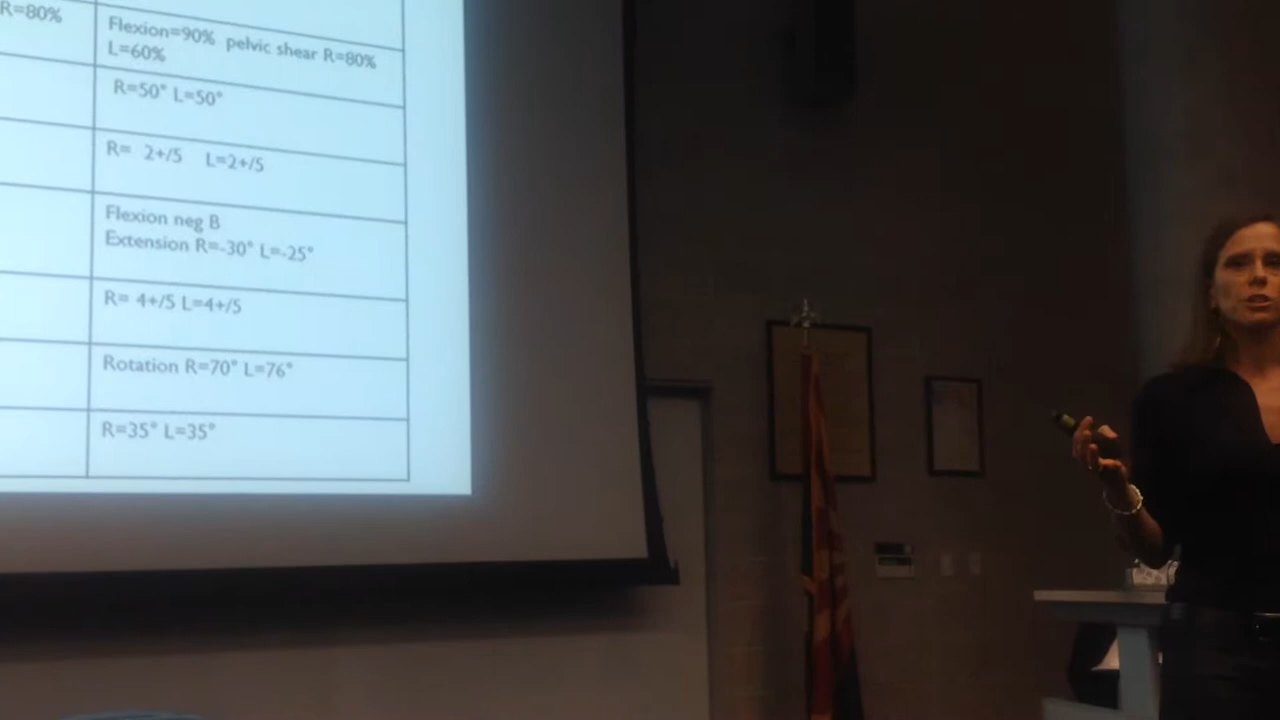 R=80%
Flexion=90% pelvic shear R=80%
L=60%
R=50° L=50°
R= 2+/5 L=2+/5
Flexion neg B
Extension R=-30° L=-25°
R= 4+/5 L=4+/5
Rotation R=70° L=76°
R=35° L=35°